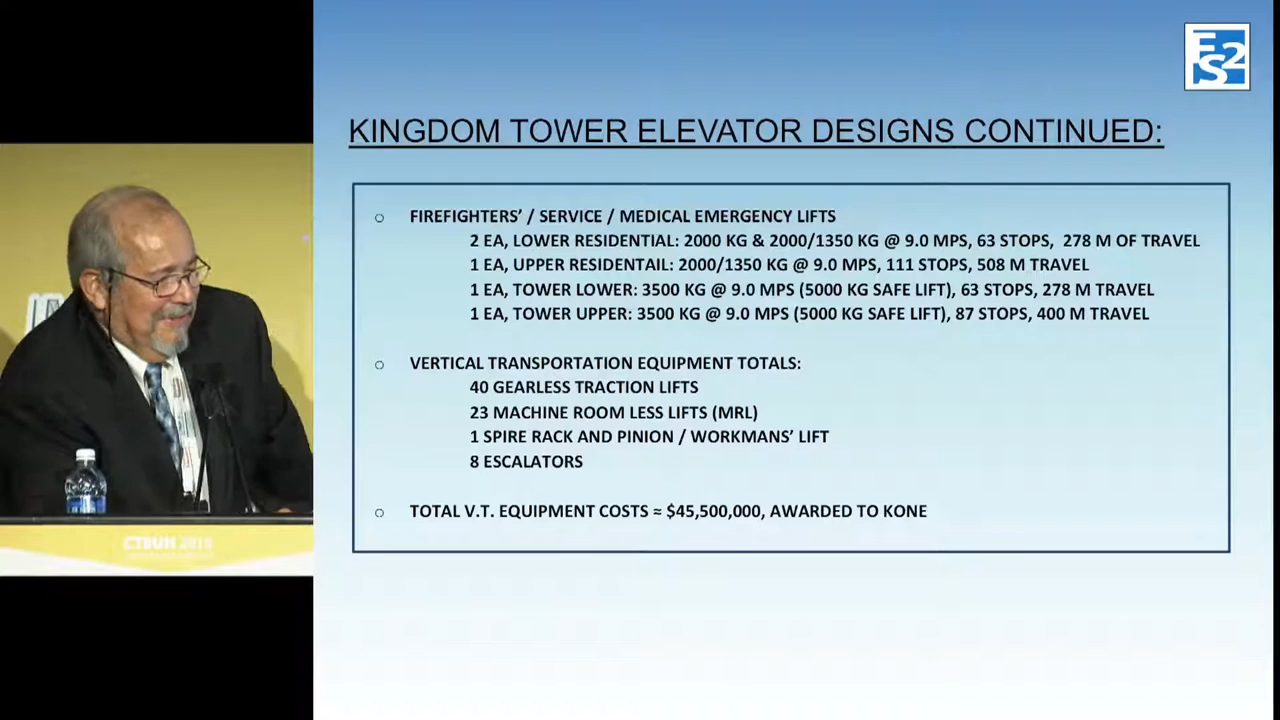 FS2
KINGDOM TOWER ELEVATOR DESIGNS CONTINUED:
FIREFIGHTERS’ / SERVICE / MEDICAL EMERGENCY LIFTS
2 EA, LOWER RESIDENTIAL: 2000 KG & 2000/1350 KG @ 9.0 MPS, 63 STOPS, 278 M OF TRAVEL
1 EA, UPPER RESIDENTAIL: 2000/1350 KG @ 9.0 MPS, 111 STOPS, 508 M TRAVEL
1 EA, TOWER LOWER: 3500 KG @ 9.0 MPS (5000 KG SAFE LIFT), 63 STOPS, 278 M TRAVEL
1 EA, TOWER UPPER: 3500 KG @ 9.0 MPS (5000 KG SAFE LIFT), 87 STOPS, 400 M TRAVEL
VERTICAL TRANSPORTATION EQUIPMENT TOTALS:
40 GEARLESS TRACTION LIFTS
23 MACHINE ROOM LESS LIFTS (MRL)
1 SPIRE RACK AND PINION / WORKMANS’ LIFT
8 ESCALATORS
TOTAL V.T. EQUIPMENT COSTS ≈ $45,500,000, AWARDED TO KONE
CTBUH